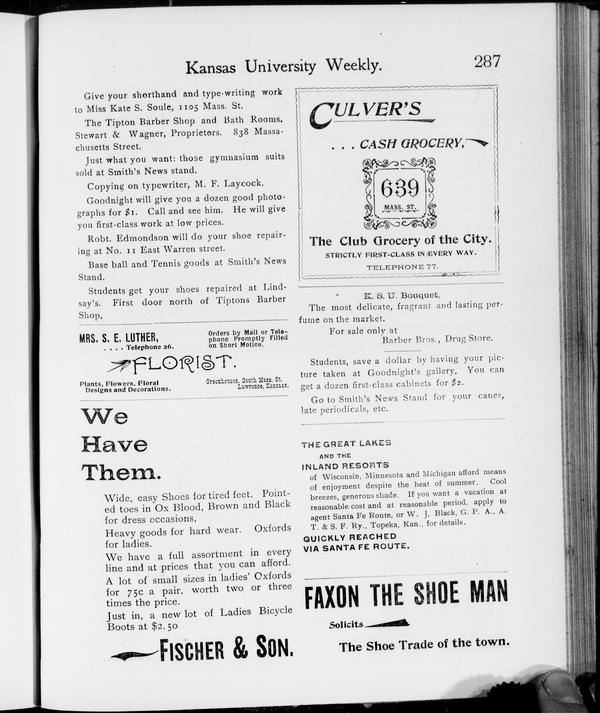 Kansas University Weekly.
287
Give your shorthand and type-writing work
to Miss Kate S. Soule, 1105 Mass. St.
The Tipton Barber Shop and Bath Rooms.
Stewart & Wagner, Proprietors. 838 Massa-
chusetts Street.
Just what you want: those gymnasium suits
sold at Smith's News stand.
Copying on typewriter, M. F. Laycock.
Goodnight will give you a dozen good photo-
graphs for $1. Call and see him. He will give
you first-class work at low prices.
Robt. Edmondson will do your shoe repair-
ing at No. 11 East Warren street.
Base ball and Tennis goods at Smith's News
Stand.
Students get your shoes repaired at Lind-
say's. First door north of Tiptons Barber
Shop.
MRS. S. E. LUTHER,
. . . . Telephone 26.
Orders by Mail or Tele-
phone Promptly Filled
on Short Notice.
FLORIST.
Plants, Flowers, Floral
Designs and Decorations.
Greenhouses, South Mass. St.
Lawrence, Kansas.
We
Have
Them.
Wide, easy Shoes for tired feet. Point-
ed toes in Ox Blood, Brown and Black
for dress occasions,
Heavy goods for hard wear. Oxfords
for ladies.
We have a full assortment in every
line and at prices that you can afford.
A lot of small sizes in ladies' Oxfords
for 75c a pair, worth two or three
times the price.
Just in, a new lot of Ladies Bicycle
Boots at $2.50
FISCHER & SON.
CULVER'S
. . . CASH GROCERY,
639
MASS. ST.
The Club Grocery of the City.
STRICTLY FIRST-CLASS IN EVERY WAY.
TELEPHONE 77.
K. S. U. Bouquet,
The most delicate, fragrant and lasting per-
fume on the market.
For sale only at
Barber Bros., Drug Store.
Students, save a dollar by having your pic-
ture taken at Goodnight's gallery. You can
get a dozen first-class cabinets for $2.
Go to Smith's News Stand for your canes,
late periodicals, etc.
THE GREAT LAKES
AND THE
INLAND RESORTS
of Wisconsin, Minnesota and Michigan afford means
of enjoyment despite the heat of summer. Cool
breezes, generous shade. If you want a vacation at
reasonable cost and at reasonable period, apply to
agent Santa Fe Route, or W. J. Black, G. P. A., A.
T. & S. F. Ry., Topeka, Kan., for details.
QUICKLY REACHED
VIA SANTA FE ROUTE.
FAXON THE SHOE MAN
Solicits
The Shoe Trade of the town.